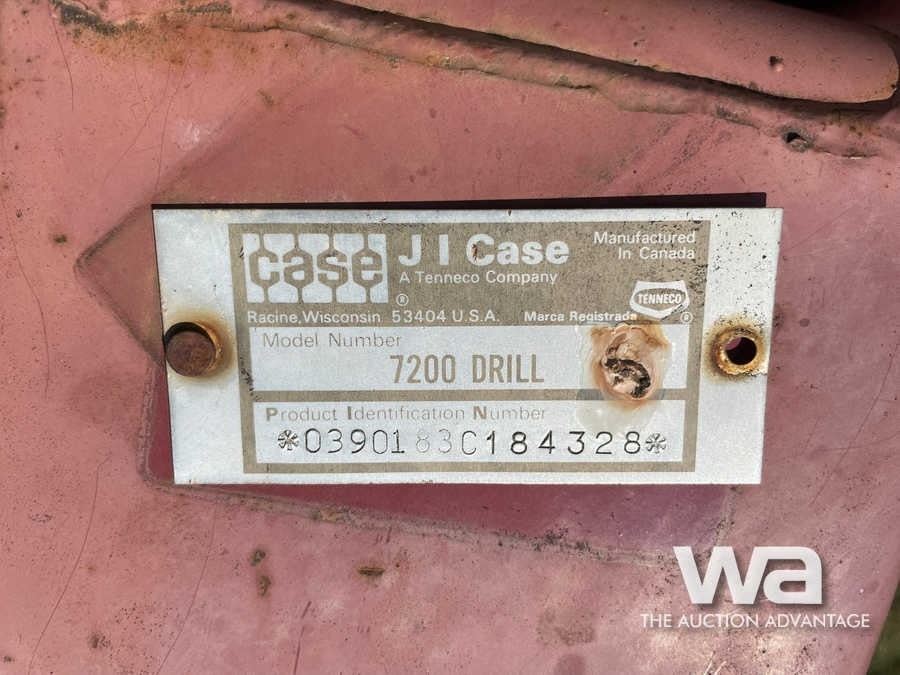 case
J I Case
A Tenneco Company
®
Manufactured
In Canada
TENNECO
®
Racine, Wisconsin 53404 U.S.A.
Marca Registrada
Model Number
7200 DRILL
Product Identification Number
*0390183C184328*
wa
THE AUCTION ADVANTAGE